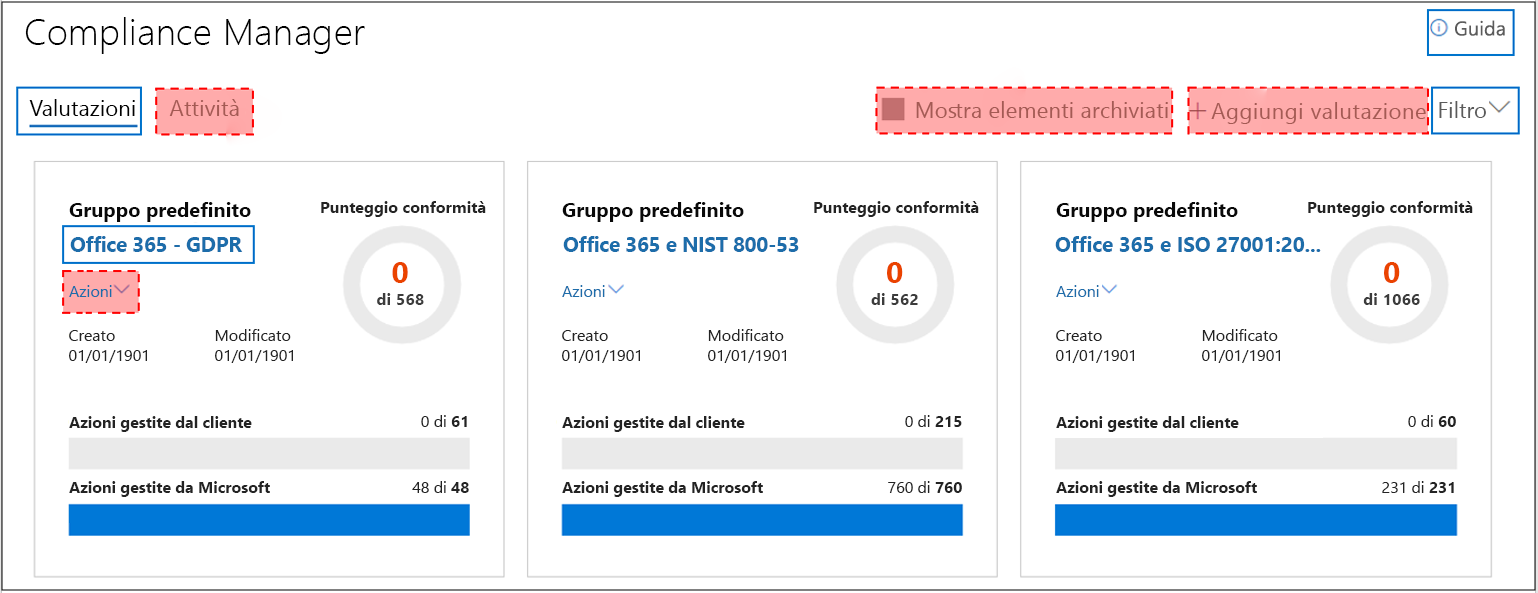 Compliance Manager
Guida
Valutazioni
Attività
Mostra elementi archiviati
+ Aggiungi valutazione
Filtro
Gruppo predefinito
Punteggio conformità
Office 365 - GDPR
0
di 568
Azioni
Creato
Modificato
01/01/1901
01/01/1901
Azioni gestite dal cliente
0 di 61
Azioni gestite da Microsoft
48 di 48
Gruppo predefinito
Punteggio conformità
Office 365 e NIST 800-53
0
di 562
Azioni
Creato
Modificato
01/01/1901
01/01/1901
Azioni gestite dal cliente
0 di 215
Azioni gestite da Microsoft
760 di 760
Gruppo predefinito
Punteggio conformità
Office 365 e ISO 27001:20...
0
di 1066
Azioni
Creato
Modificato
01/01/1901
01/01/1901
Azioni gestite dal cliente
0 di 60
Azioni gestite da Microsoft
231 di 231